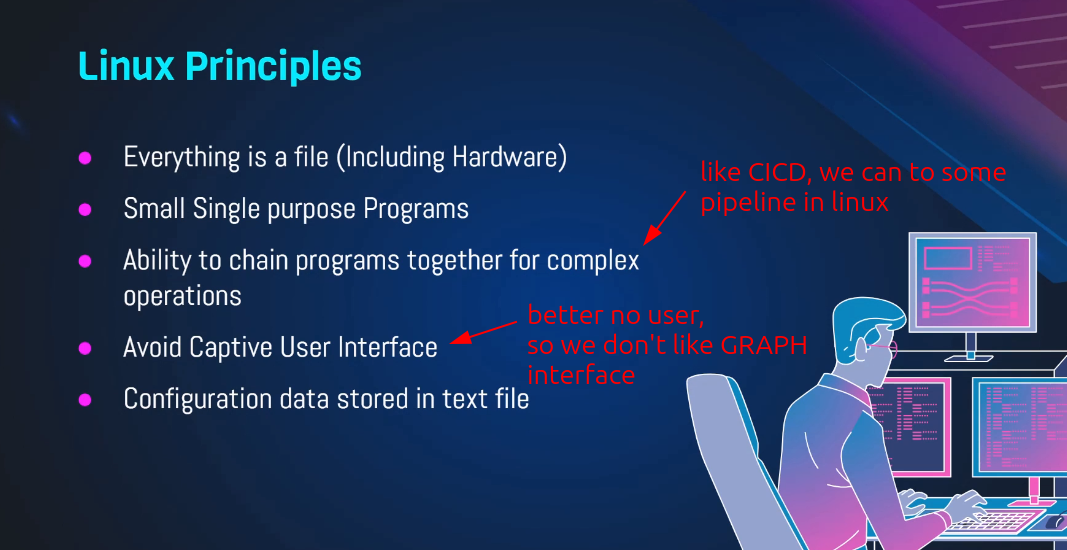 Linux Principles
Everything is a file (Including Hardware)
Small Single purpose Programs
Ability to chain programs together for complex
operations
Avoid Captive User Interface
Configuration data stored in text file
like CICD, we can to some
pipeline in linux
better no user,
so we don't like GRAPH
interface